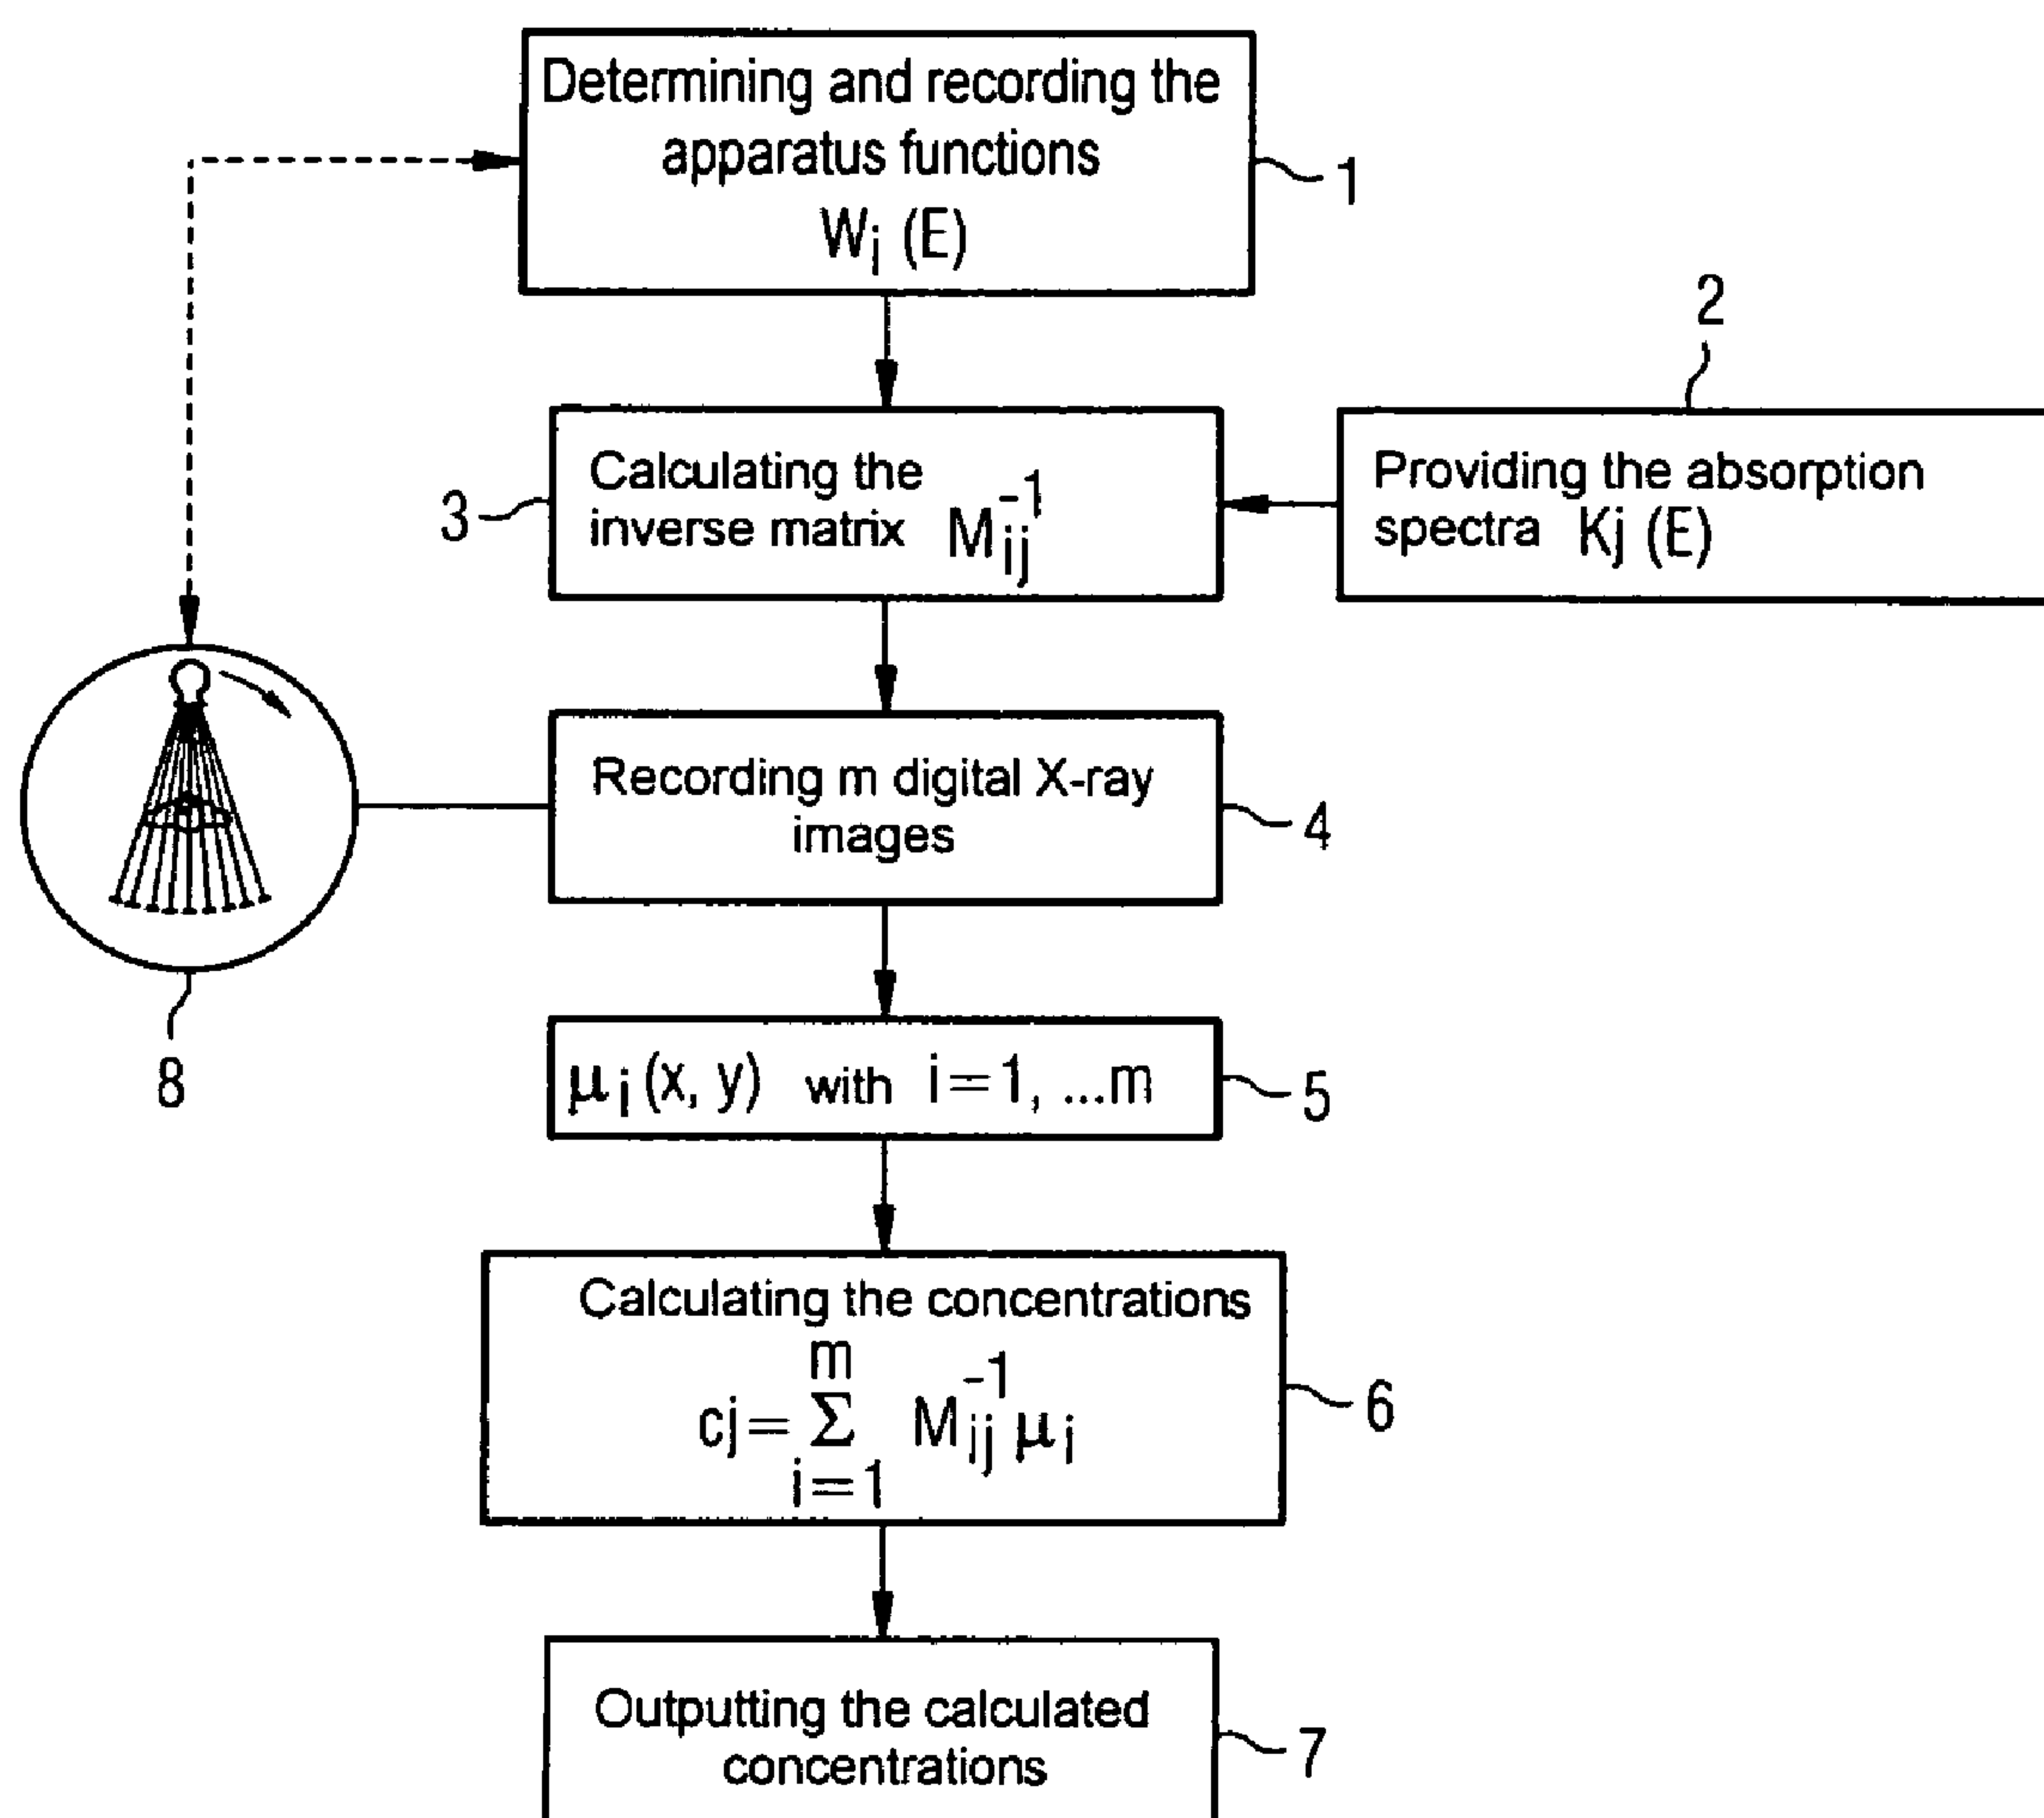 Determining and recording the
apparatus functions
Wi (E)
1
2
Calculating the
inverse matrix Mij^-1
3
Providing the absorption
spectra Kj (E)
Recording m digital X-ray
images
4
8
μi (x, y) with i=1, ...m
5
Calculating the concentrations
cj= Σ_{i=1}^{m} Mij^-1 μi
6
Outputting the calculated
concentrations
7